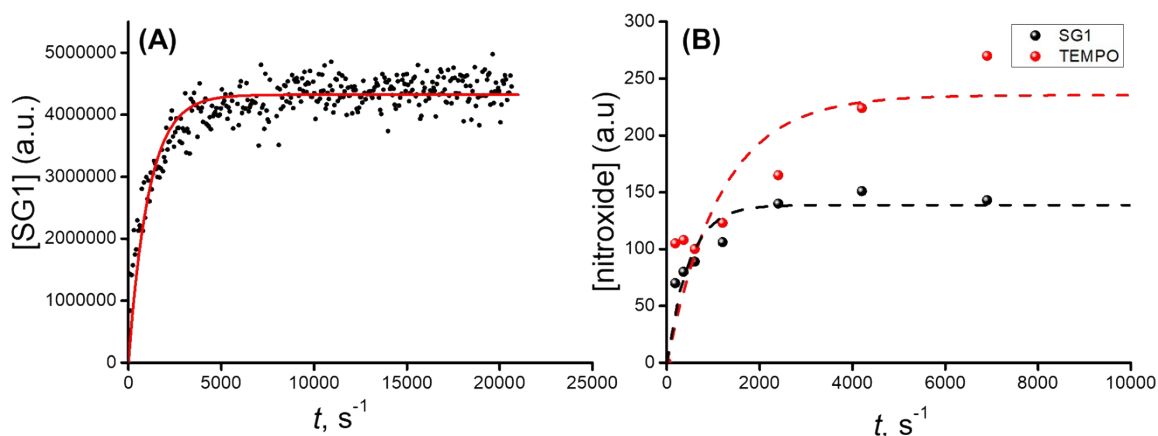 (A)
[SG1] (a.u.)
5000000
4000000
3000000
2000000
1000000
0
0 5000 10000 15000 20000 25000
t, s⁻¹
(B)
SG1
TEMPO
[nitroxide] (a.u)
300
250
200
150
100
50
0
0 2000 4000 6000 8000 10000
t, s⁻¹